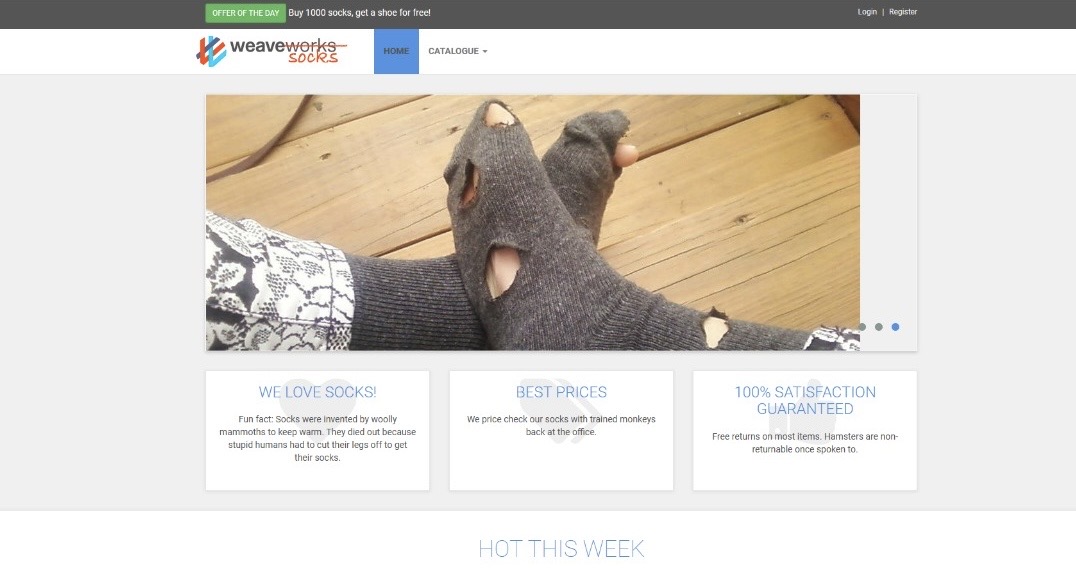 OFFER OF THE DAY Buy 1000 socks, get a shoe for free!
Login | Register
weaveworks
socks
HOME
CATALOGUE
WE LOVE SOCKS!
Fun fact: Socks were invented by woolly
mammoths to keep warm. They died out because
stupid humans had to cut their legs off to get
their socks.
BEST PRICES
We price check our socks with trained monkeys
back at the office.
100% SATISFACTION
GUARANTEED
Free returns on most items. Hamsters are non-
returnable once spoken to.
HOT THIS WEEK